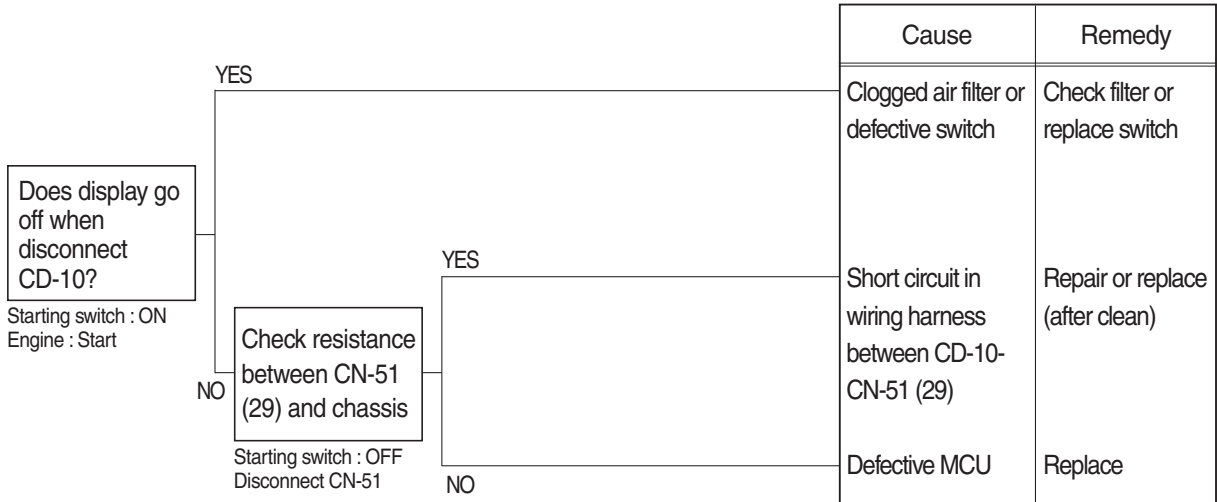 Cause
Remedy
YES
Clogged air filter or
defective switch
Check filter or
replace switch
Does display go
off when
disconnect
CD-10?
Starting switch : ON
Engine : Start
YES
Short circuit in
wiring harness
between CD-10-
CN-51 (29)
Repair or replace
(after clean)
NO
Check resistance
between CN-51
(29) and chassis
Starting switch : OFF
Disconnect CN-51
NO
Defective MCU
Replace